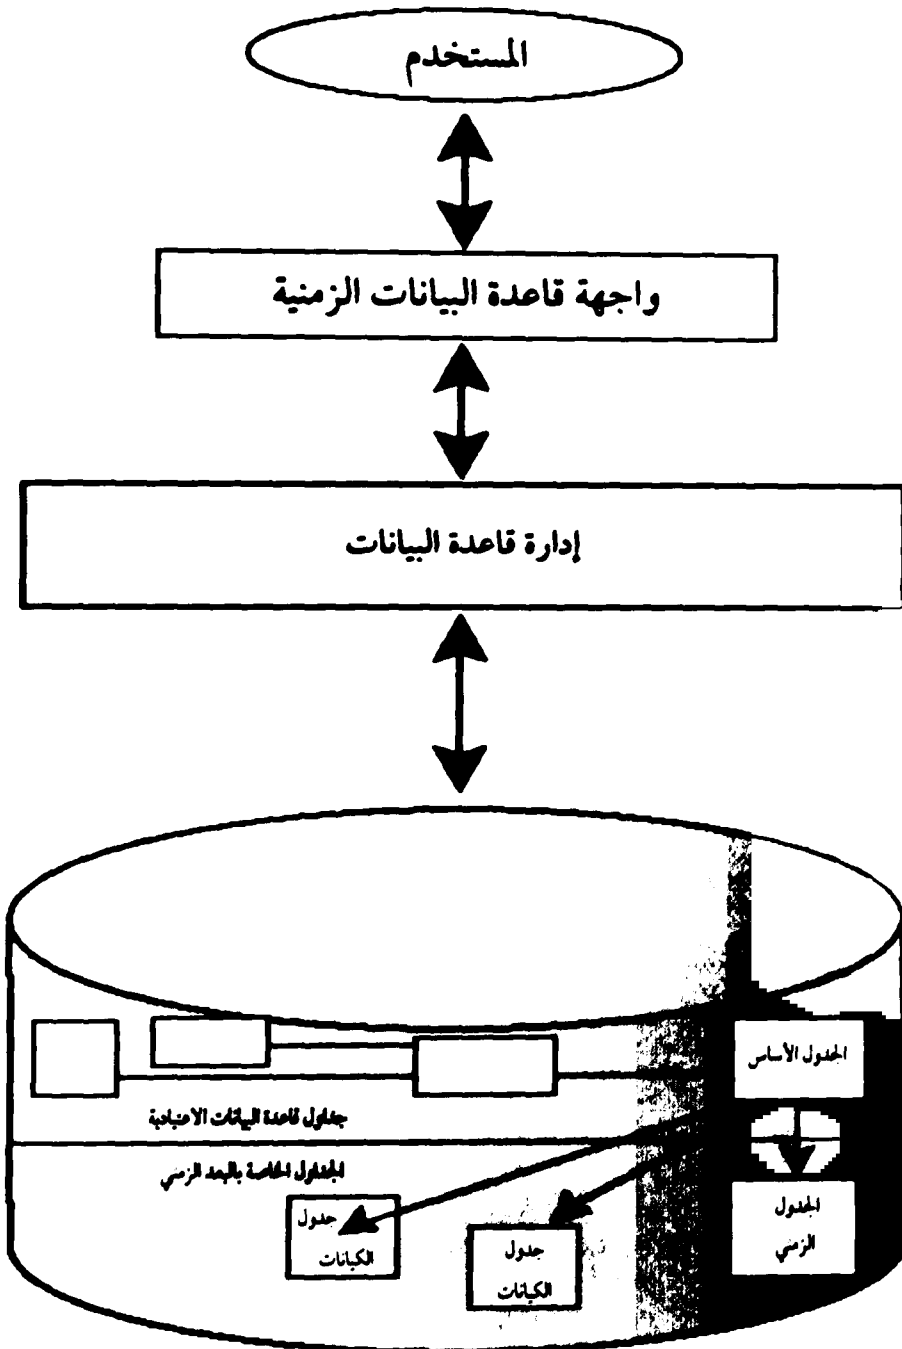 المستخدم
واجهة قاعدة البيانات الزمنية
إدارة قاعدة البيانات
الجدول الأساس
جداول قاعدة البيانات الاعتيادية
الجداول الخاصة بالبعد الزمني
جدول
الكيانات
جدول
الكيانات
الجدول
الزمني